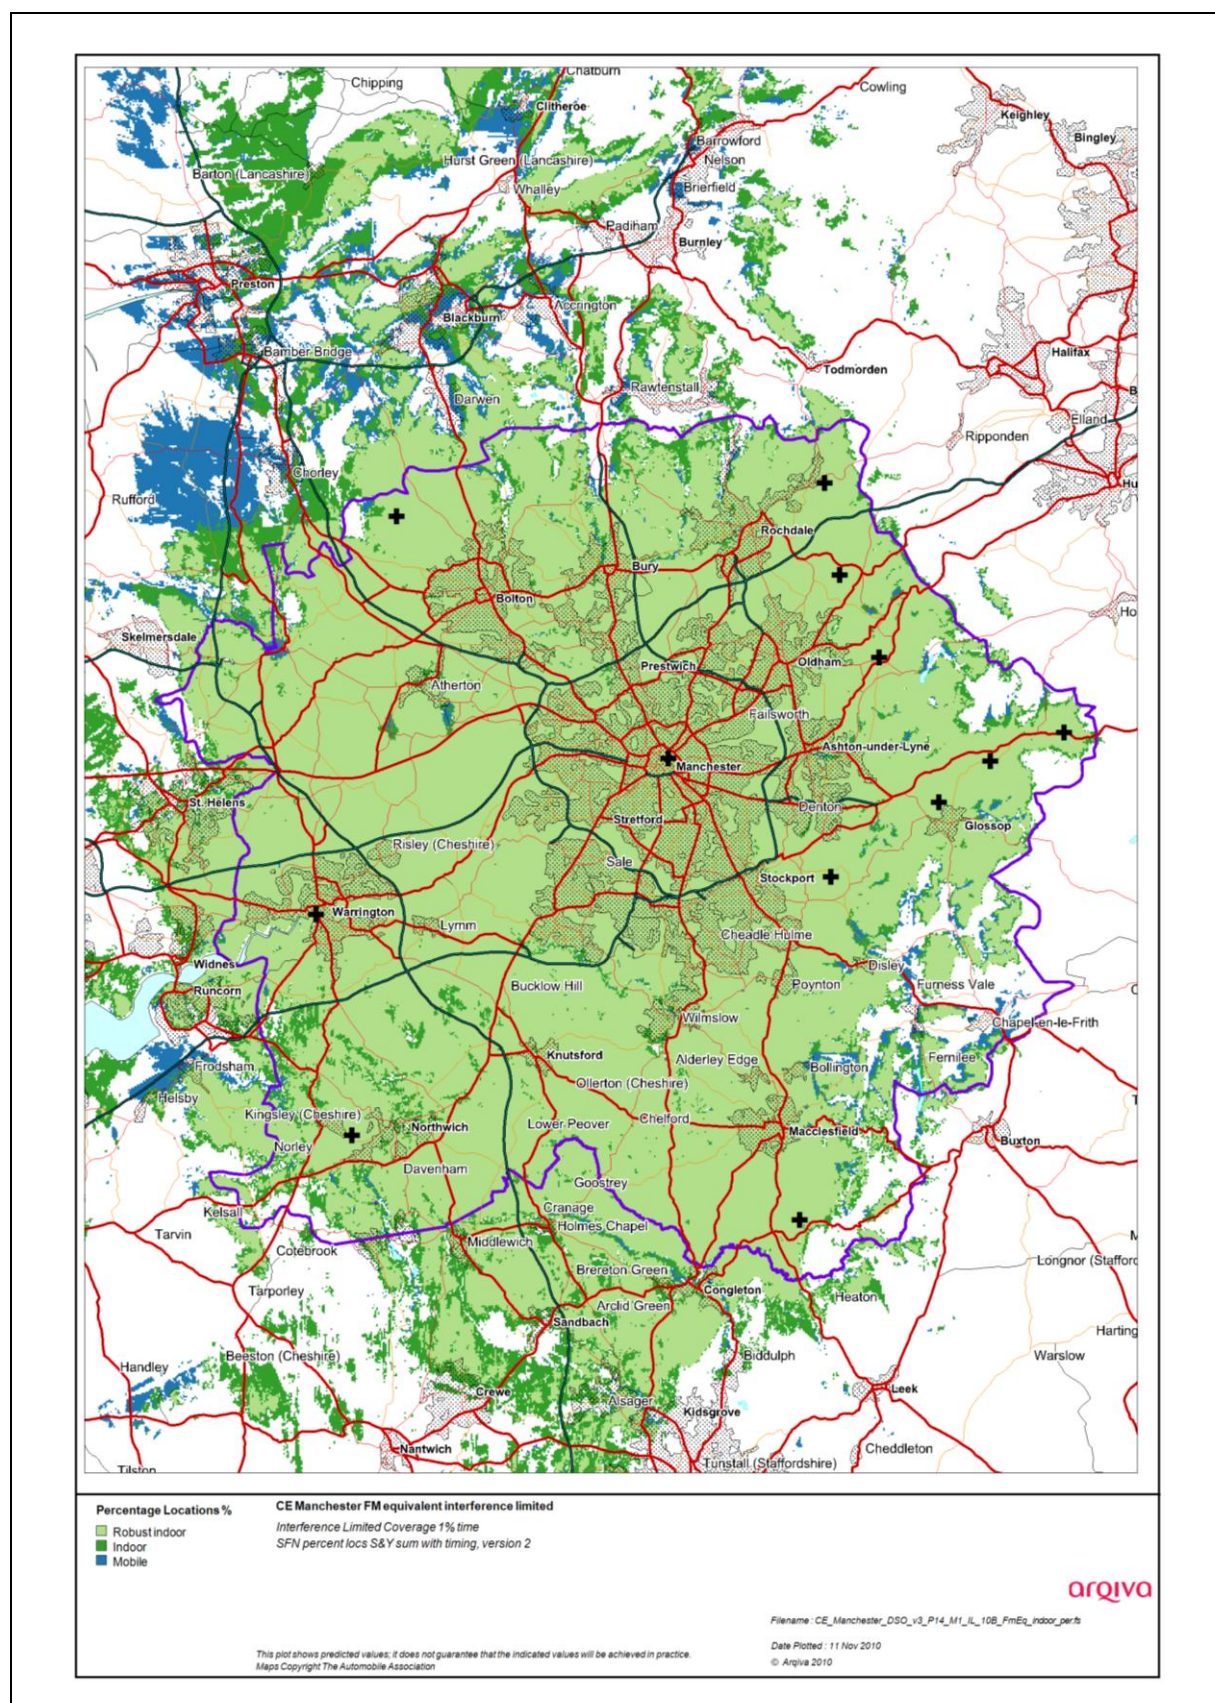 Chatburn
Chipping
Cowling
Clitheroe
Keighley
Bingley
Barrowford
Hurst Green (Lancashire)
Nelson
Barton (Lancashire)
Whalley
Brierfield
Padiham
Burnley
Preston
Accrington
Blackburn
Bamber Bridge
Halifax
Todmorden
Rawtenstall
Darwen
B
Elland
Ripponden
Chorley
Hu
Rufford
Rochdale
Bury
Bolton
Ho
Skelmersdale
Prestwich
Oldham
Atherton
Failsworth
Ashton-under-Lyne
Manchester
St. Helens
Denton
Stretford
Glossop
Risley (Cheshire)
Sale
Stockport
Warrington
Lymm
Cheadle Hulme
Widnes
Disley
Bucklow Hill
Poynton
Furness Vale
Runcorn
Wilmslow
Chapel-en-le-Frith
Knutsford
Alderley Edge
Fernilee
Frodsham
Bollington
Ollerton (Cheshire)
Helsby
Kingsley (Cheshire)
Chelford
Lower Peover
Northwich
Macclesfield
Buxton
Norley
Davenham
Goostrey
Cranage
Kelsall
Holmes Chapel
Tarvin
Middlewich
Cotebrook
Longnor (Stafford
Brereton Green
Tarporley
Congleton
Heaton
Arclid Green
Sandbach
Harting
Beeston (Cheshire)
Biddulph
Warslow
Handley
Crewe
Leek
Alsager
Kidsgrove
Nantwich
Cheddleton
Tunstall (Staffordshire)
Tilston
Percentage Locations %
Robust indoor
Indoor
Mobile
CE Manchester FM equivalent interference limited
Interference Limited Coverage 1% time
SFN percent locs S&Y sum with timing, version 2
arqiva
Filename : CE_Manchester_DSO_v3_P14_M1_IL_10B_FmEq_indoor_per.fs
Date Plotted : 11 Nov 2010
© Arqiva 2010
This plot shows predicted values; it does not guarantee that the indicated values will be achieved in practice.
Maps Copyright The Automobile Association